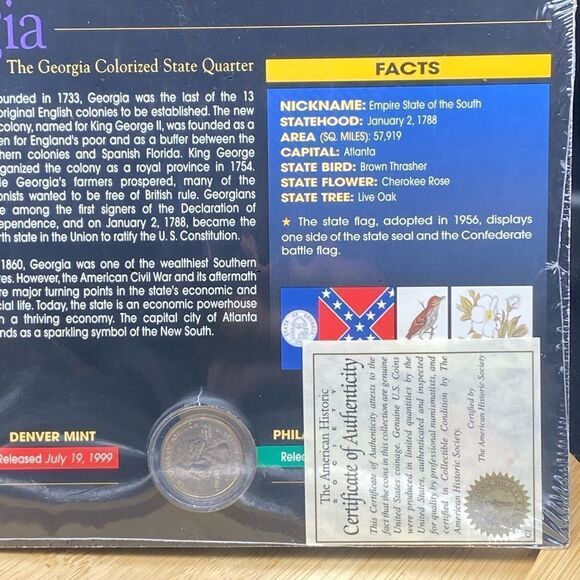 gia
The Georgia Colorized State Quarter
ounded in 1733, Georgia was the last of the 13
original English colonies to be established. The new
colony, named for King George II, was founded as a
en for England's poor and as a buffer between the
hern colonies and Spanish Florida. King George
rganized the colony as a royal province in 1754.
le Georgia's farmers prospered, many of the
onists wanted to be free of British rule. Georgians
e among the first signers of the Declaration of
ependence, and on January 2, 1788, became the
rth state in the Union to ratify the U. S. Constitution.
1860, Georgia was one of the wealthiest Southern
es. However, the American Civil War and its aftermath
re major turning points in the state's economic and
ial life. Today, the state is an economic powerhouse
h a thriving economy. The capital city of Atlanta
nds as a sparkling symbol of the New South.
FACTS
NICKNAME: Empire State of the South
STATEHOOD: January 2, 1788
AREA (SQ. MILES): 57,919
CAPITAL: Atlanta
STATE BIRD: Brown Thrasher
STATE FLOWER: Cherokee Rose
STATE TREE: Live Oak
★ The state flag, adopted in 1956, displays
one side of the state seal and the Confederate
battle flag.
DENVER MINT
Released July 19, 1999
PHILA
Relea
The American Historic
SOCIETY
Certificate of Authenticity
This Certificate of Authenticity attests to the
fact that the coins in this collection are genuine
United States coinage. Genuine U.S. Coins
were produced in limited quantities by the
United States, authenticated and inspected
for quality by professional numismatists, and
certified in Collectible Condition by The
American Historic Society.
Certified by
The American Historic Society